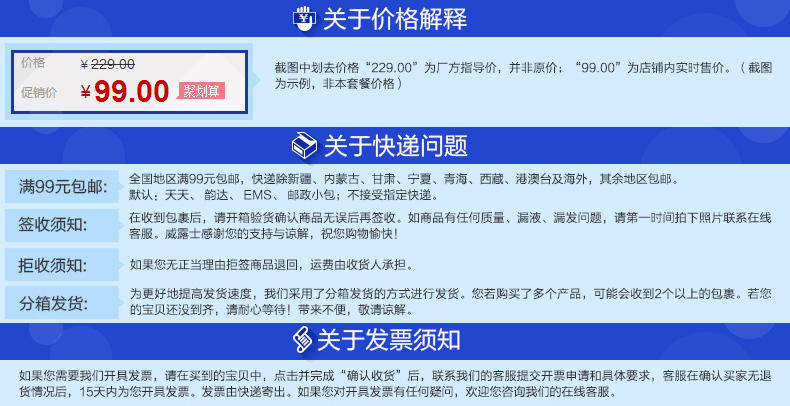 关于价格解释
价格 ¥229.00
促销价 ¥99.00 聚划算
截图中划去价格“229.00”为厂方指导价，并非原价；“99.00”为店铺内实时售价。（截图
为示例，非本套餐价格）
关于快递问题
满99元包邮:
全国地区满99元包邮，快递除新疆、内蒙古、甘肃、宁夏、青海、西藏、港澳台及海外，其余地区包邮。
默认：天天、 韵达、 EMS、 邮政小包；不接受指定快递。
签收须知:
在收到包裹后，请开箱验货确认商品无误后再签收。如商品有任何质量、漏液、漏发问题，请第一时间拍下照片联系在线
客服。威露士感谢您的支持与谅解，祝您购物愉快！
拒收须知:
如果您无正当理由拒签商品退回，运费由收货人承担。
分箱发货:
为更好地提高发货速度，我们采用了分箱发货的方式进行发货。您若购买了多个产品，可能会收到2个以上的包裹。若您
的宝贝还没到齐，请耐心等待！带来不便，敬请谅解。
关于发票须知
如果您需要我们开具发票，请在买到的宝贝中，点击并完成“确认收货”后，联系我们的客服提交开票申请和具体要求，客服在确认买家无退
货情况后，15天内为您开具发票。发票由快递寄出。如果您对开具发票有任何疑问，欢迎您咨询我们的在线客服。